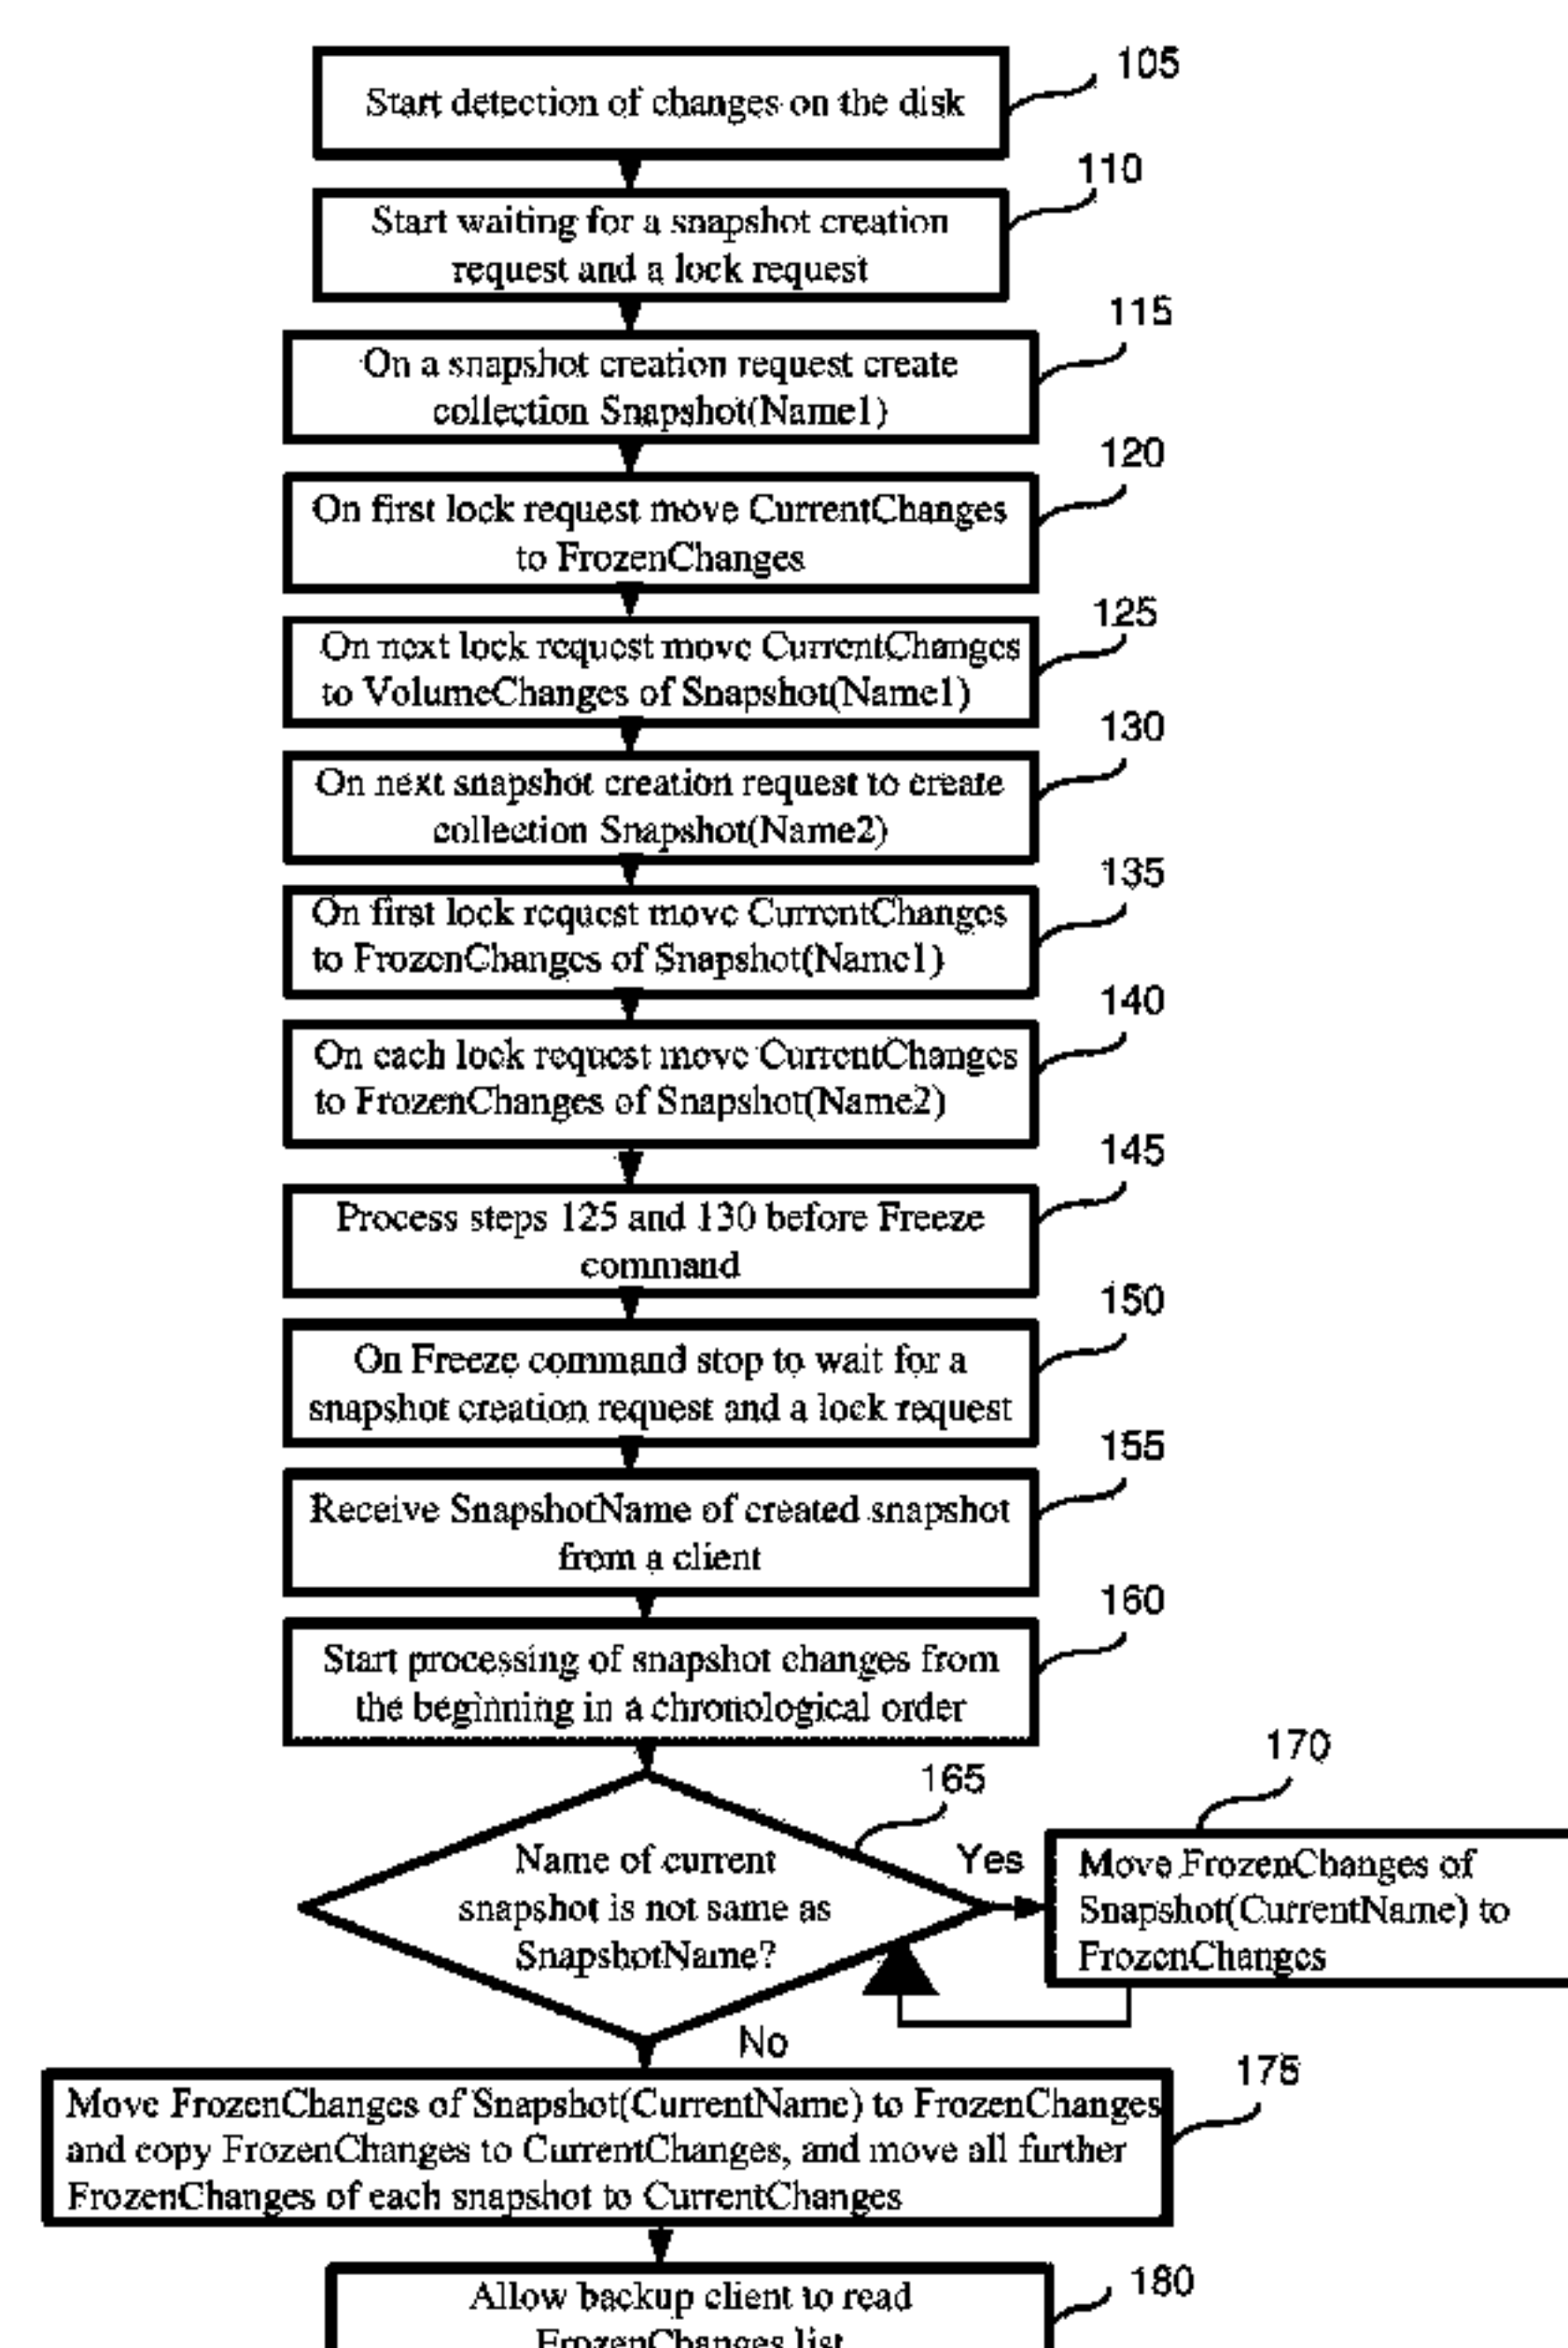 105
Start detection of changes on the disk
110
Start waiting for a snapshot creation
request and a lock request
115
On a snapshot creation request create
collection Snapshot(Name1)
120
On first lock request move CurrentChanges
to FrozenChanges
125
On next lock request move CurrentChanges
to VolumeChanges of Snapshot(Name1)
130
On next snapshot creation request to create
collection Snapshot(Name2)
135
On first lock request move CurrentChanges
to FrozenChanges of Snapshot(Name1)
140
On each lock request move CurrentChanges
to FrozenChanges of Snapshot(Name2)
145
Process steps 125 and 130 before Freeze
command
150
On Freeze command stop to wait for a
snapshot creation request and a lock request
155
Receive SnapshotName of created snapshot
from a client
160
Start processing of snapshot changes from
the beginning in a chronological order
165
Name of current
snapshot is not same as
SnapshotName?
Yes
170
Move FrozenChanges of
Snapshot(CurrentName) to
FrozenChanges
No
175
Move FrozenChanges of Snapshot(CurrentName) to FrozenChanges
and copy FrozenChanges to CurrentChanges, and move all further
FrozenChanges of each snapshot to CurrentChanges
180
Allow backup client to read
FrozenChanges list